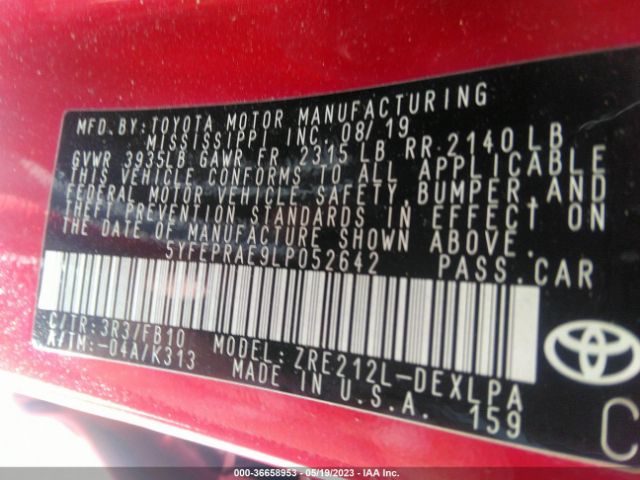 MFD.BY:TOYOTA MOTOR MANUFACTURING
MISSISSIPPI INC. 08/19
GVWR 3935LB GAWR FR 2315LB RR 2140LB
THIS VEHICLE CONFORMS TO ALL APPLICABLE
FEDERAL MOTOR VEHICLE SAFETY,BUMPER,AND
THEFT PREVENTION STANDARDS IN EFFECT ON
THE DATE OF MANUFACTURE SHOWN ABOVE.
5YFEPRAE9LP052642 PASS.CAR
C/TR:3R3/FB10
A/TM:-04A/K313 MODEL:ZRE212L-DEXLPA
MADE IN U.S.A. 159
C
000-36658953 - 05/19/2023 - IAA Inc.